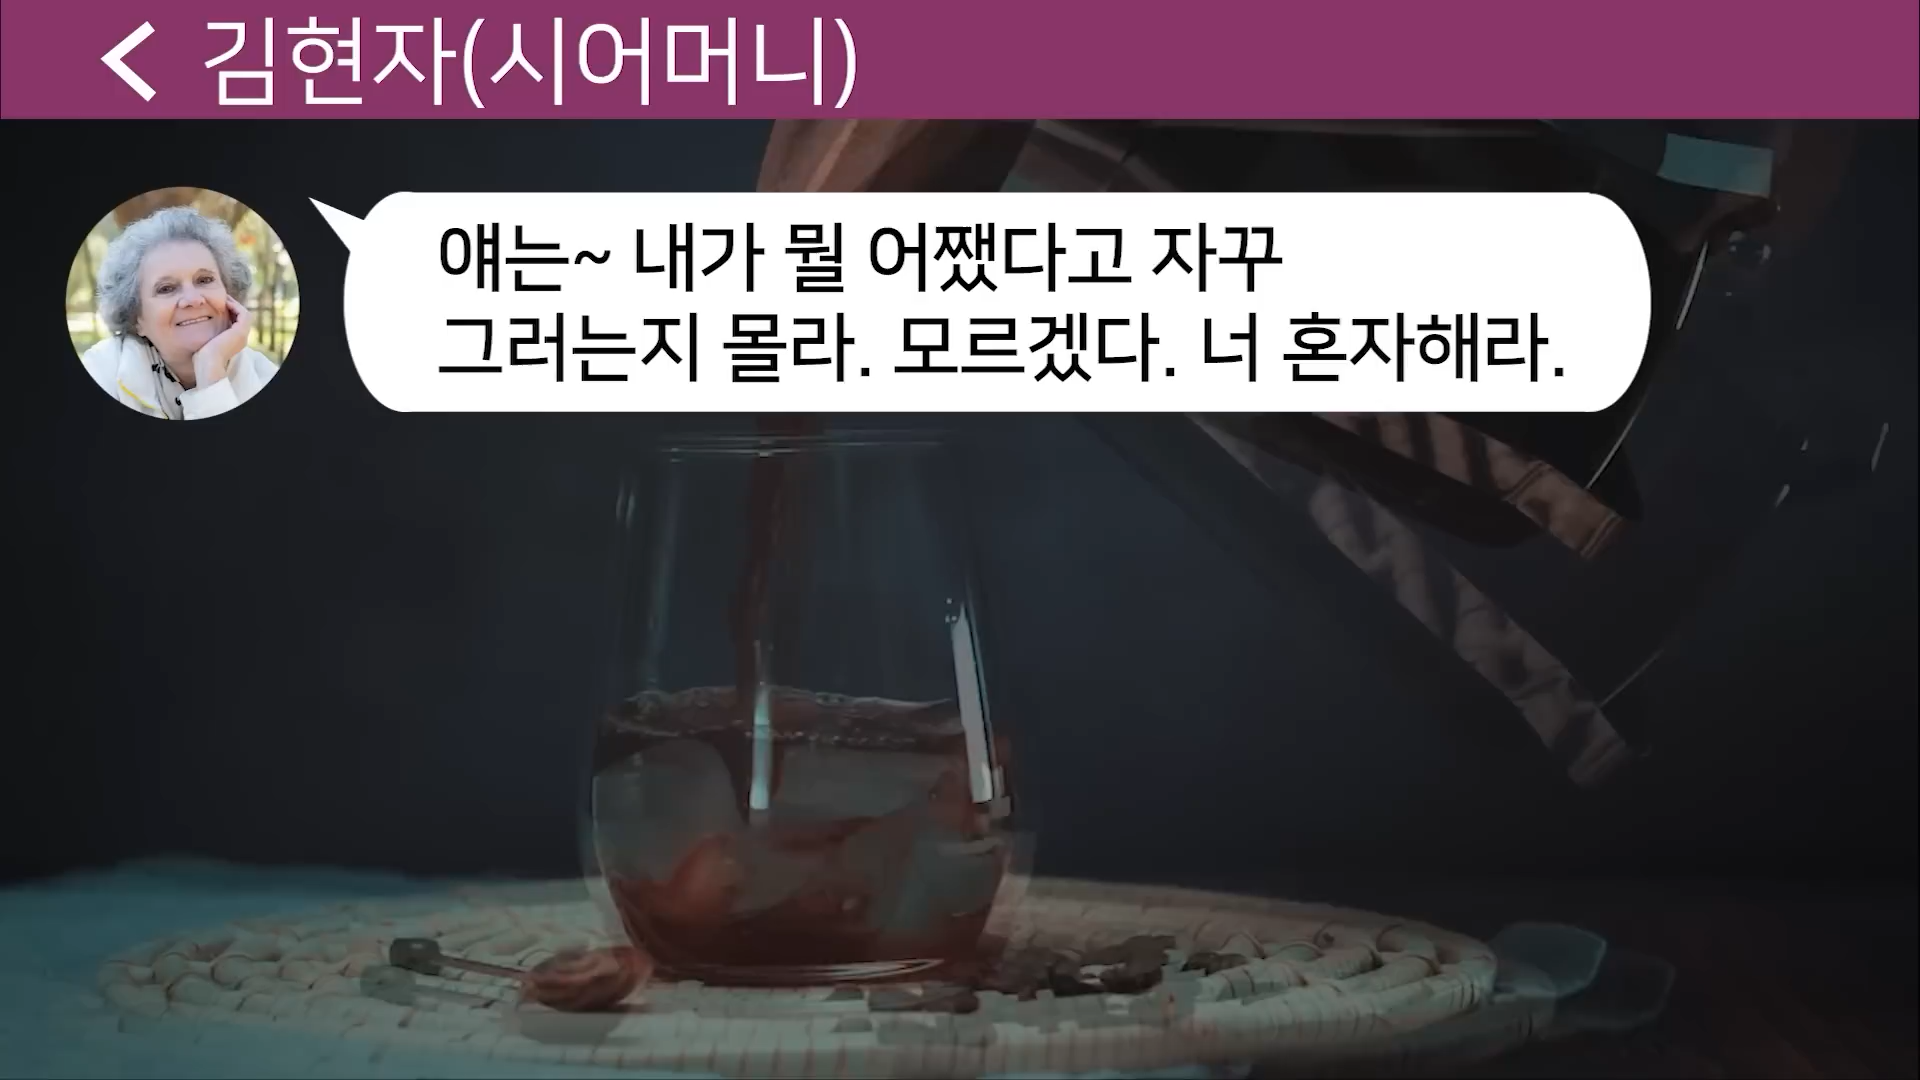 김현자(시어머니)
얘는~ 내가 뭘 어쨌다고 자꾸
그러는지 몰라. 모르겠다. 너 혼자해라.